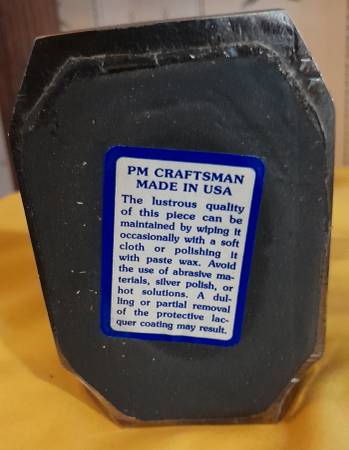 PM CRAFTSMAN
MADE IN USA
The lustrous quality
of this piece can be
maintained by wiping it
occasionally with a soft
cloth or polishing it
with paste wax. Avoid
the use of abrasive ma-
terials, silver polish, or
hot solutions. A dul-
ling or partial removal
of the protective lac-
quer coating may result.